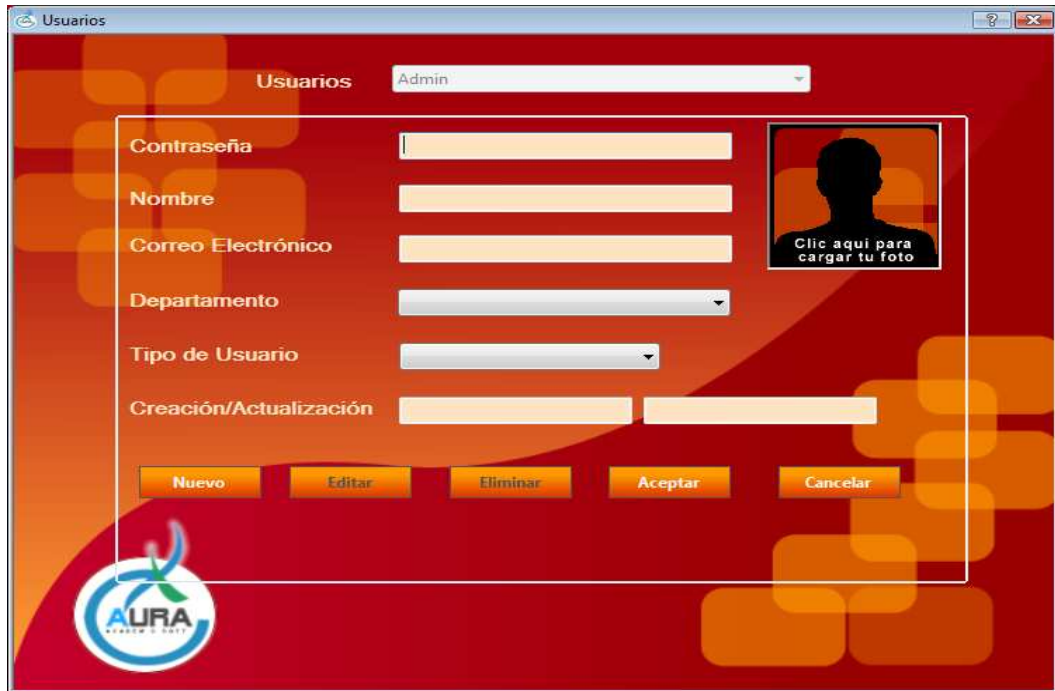 Usuarios
Usuarios
Admin
Contraseña
Nombre
Correo Electrónico
Clic aqui para
cargar tu foto
Departamento
Tipo de Usuario
Creación/Actualización
Nuevo
Editar
Eliminar
Aceptar
Cancelar
AURA